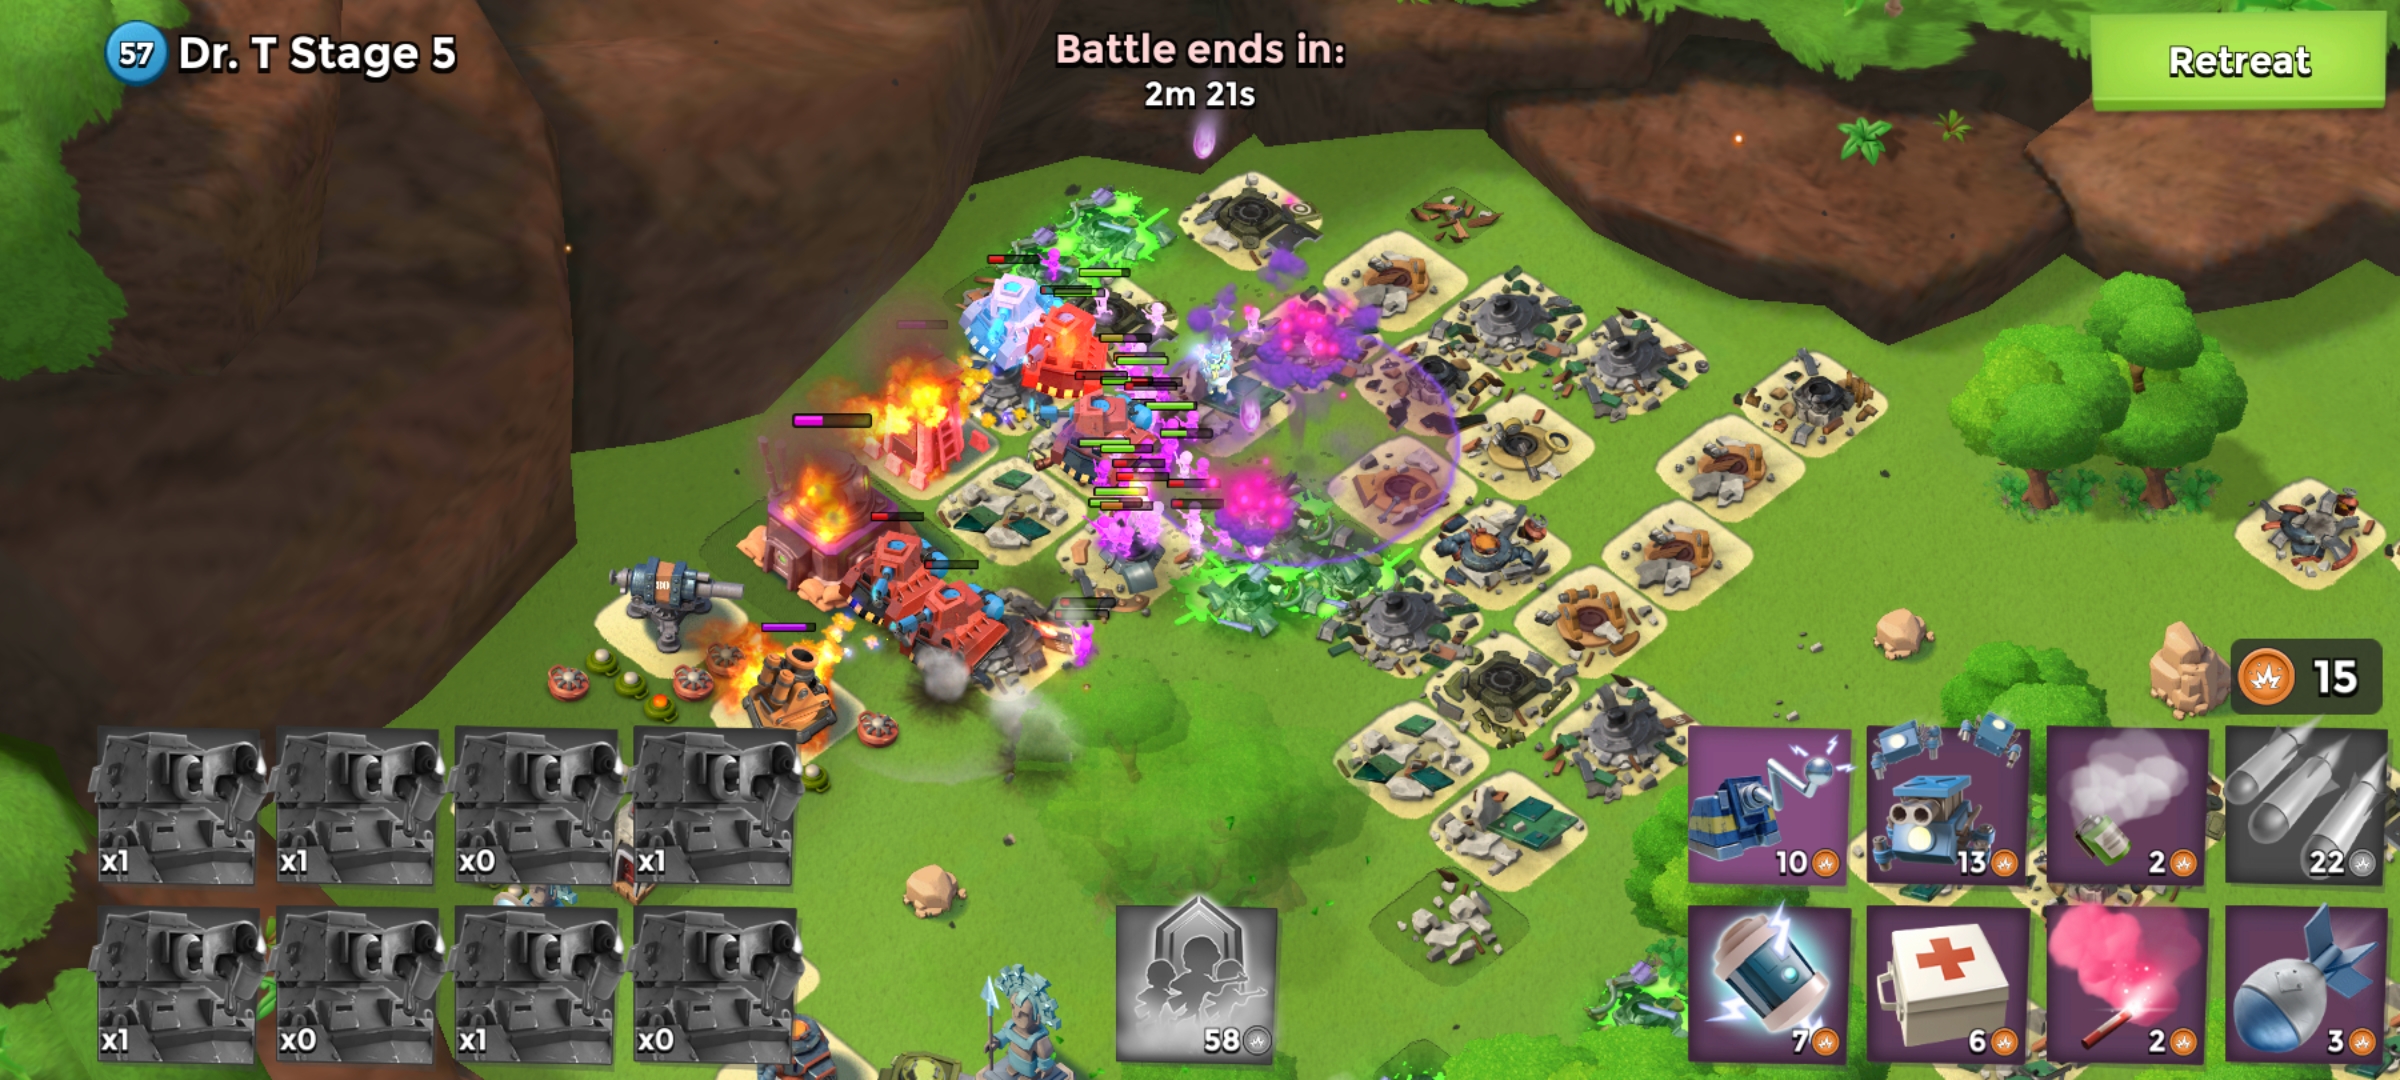 57 Dr. T Stage 5
Battle ends in:
2m 21s
Retreat
15
x1
x1
x0
x1
10
13
2
22
x1
x0
x1
x0
58
7
6
2
3